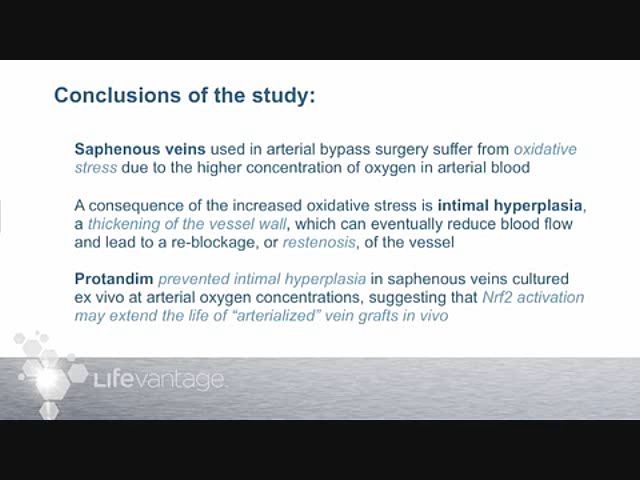 Conclusions of the study:
Saphenous veins used in arterial bypass surgery suffer from oxidative
stress due to the higher concentration of oxygen in arterial blood
A consequence of the increased oxidative stress is intimal hyperplasia,
a thickening of the vessel wall, which can eventually reduce blood flow
and lead to a re-blockage, or restenosis, of the vessel
Protandim prevented intimal hyperplasia in saphenous veins cultured
ex vivo at arterial oxygen concentrations, suggesting that Nrf2 activation
may extend the life of “arterialized” vein grafts in vivo
Lifevantage